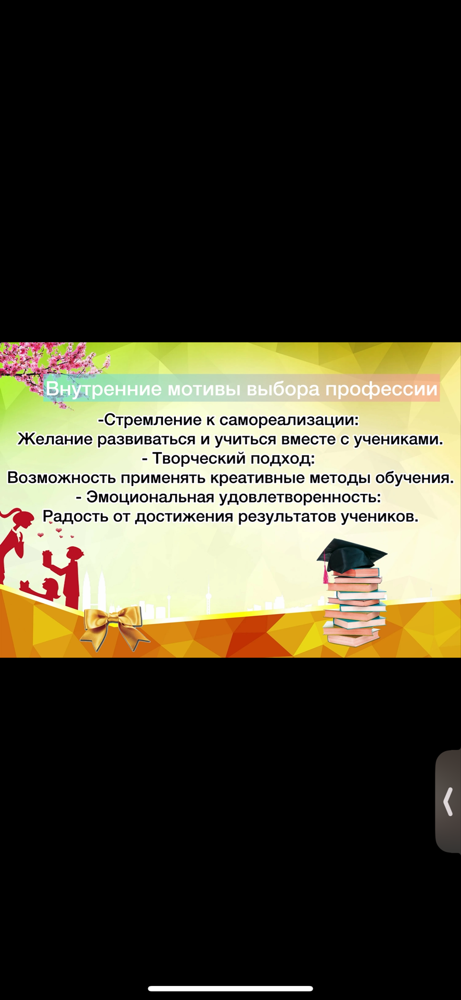 Внутренние мотивы выбора профессии
-Стремление к самореализации:
Желание развиваться и учиться вместе с учениками.
- Творческий подход:
Возможность применять креативные методы обучения.
- Эмоциональная удовлетворенность:
Радость от достижения результатов учеников.